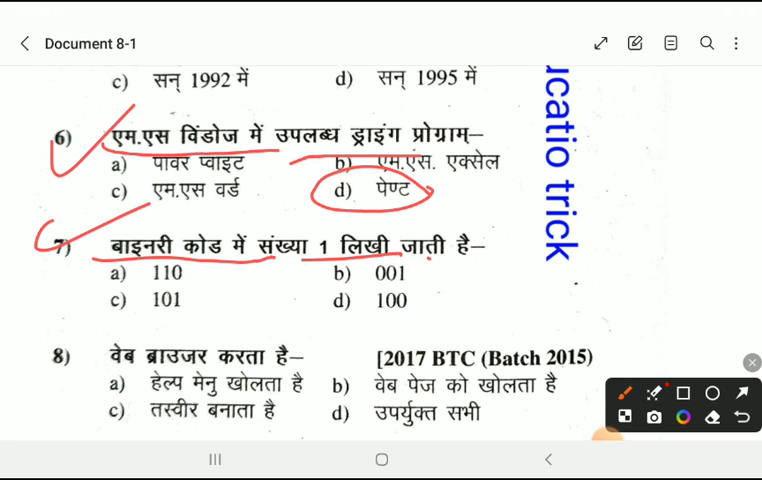 Document 8-1
c) सन् 1992 में d) सन् 1995 में
6) एम.एस विंडोज में उपलब्ध ड्राइंग प्रोग्राम–
a) पावर प्वाइंट b) एम.एस. एक्सेल
c) एम.एस वर्ड d) पेण्ट
7) बाइनरी कोड में संख्या 1 लिखी जाती है–
a) 110 b) 001
c) 101 d) 100
8) वेब ब्राउजर करता है– [2017 BTC (Batch 2015)
a) हेल्प मेनु खोलता है b) वेब पेज को खोलता है
c) तस्वीर बनाता है d) उपर्युक्त सभी
ucatio trick